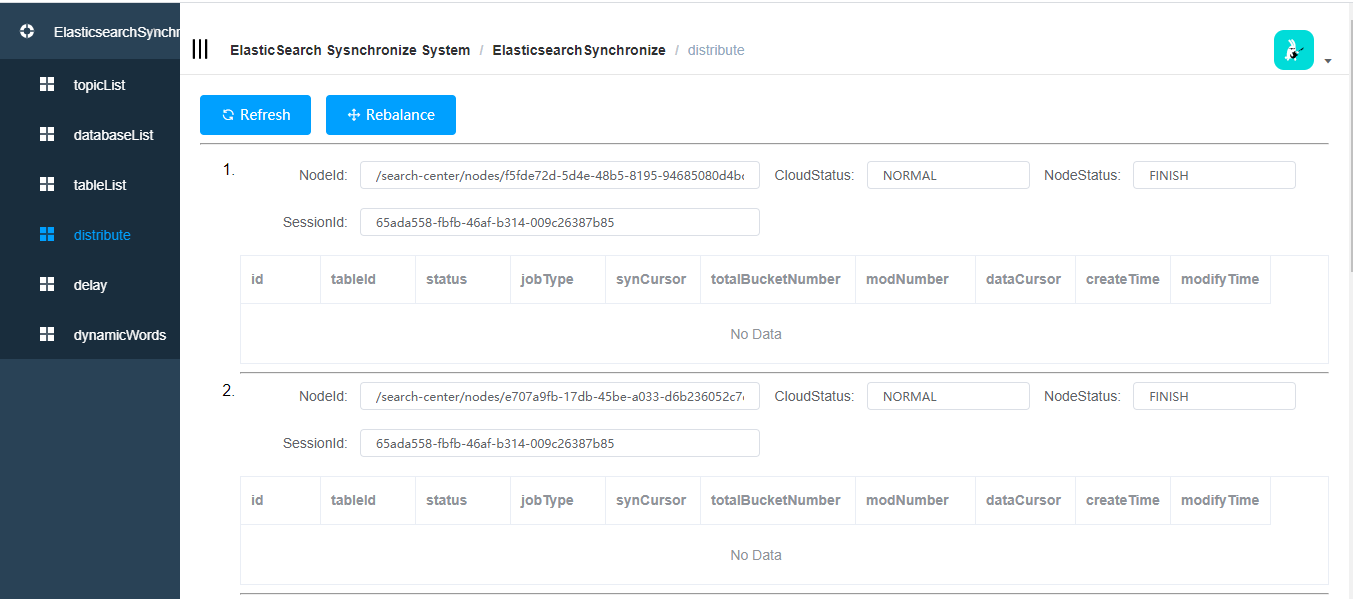 ElasticsearchSynchr
topicList
databaseList
tableList
distribute
delay
dynamicWords
ElasticSearch Sysnchronize System / ElasticsearchSynchronize / distribute
Refresh Rebalance
1. NodeId: /search-center/nodes/f5fde72d-5d4e-48b5-8195-94685080d4b CloudStatus: NORMAL NodeStatus: FINISH
SessionId: 65ada558-fbfb-46af-b314-009c26387b85
id tableId status jobType synCursor totalBucketNumber modNumber dataCursor createTime modifyTime
No Data
2. NodeId: /search-center/nodes/e707a9fb-17db-45be-a033-d6b236052c7 CloudStatus: NORMAL NodeStatus: FINISH
SessionId: 65ada558-fbfb-46af-b314-009c26387b85
id tableId status jobType synCursor totalBucketNumber modNumber dataCursor createTime modifyTime
No Data